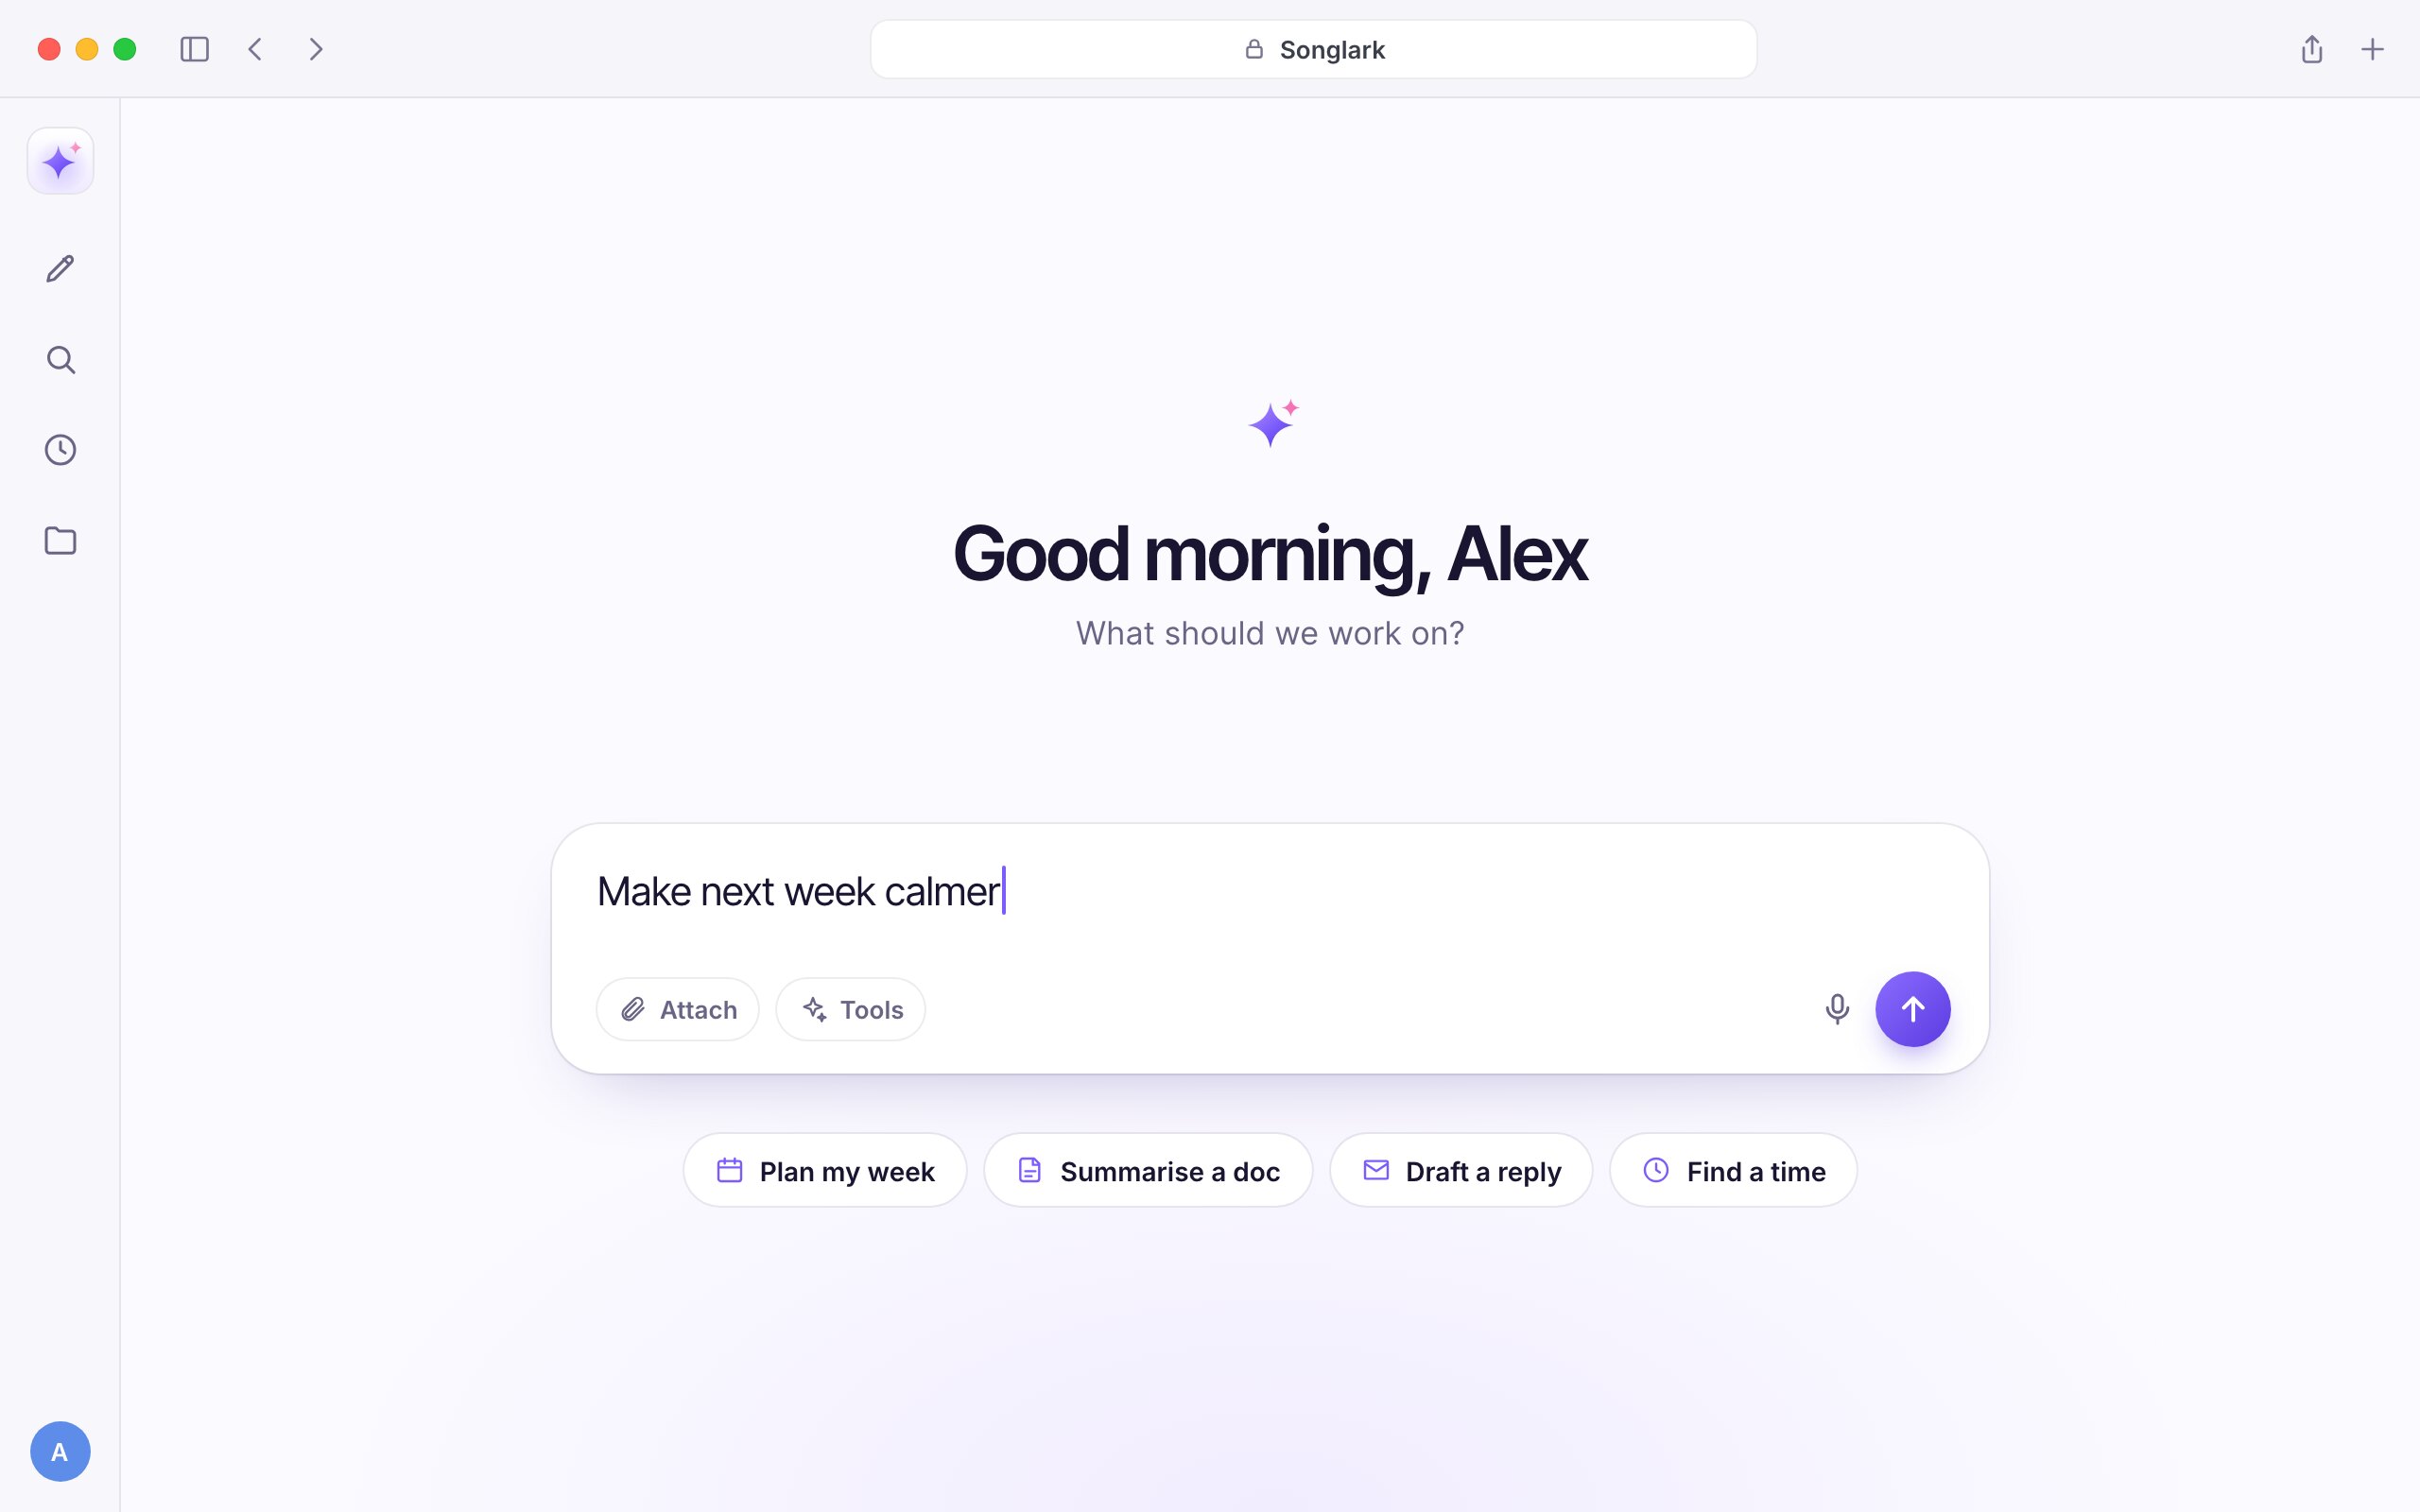 Songlark
Good morning, Alex
What should we work on?
Make next week calmer
Attach
Tools
Plan my week
Summarise a doc
Draft a reply
Find a time
A